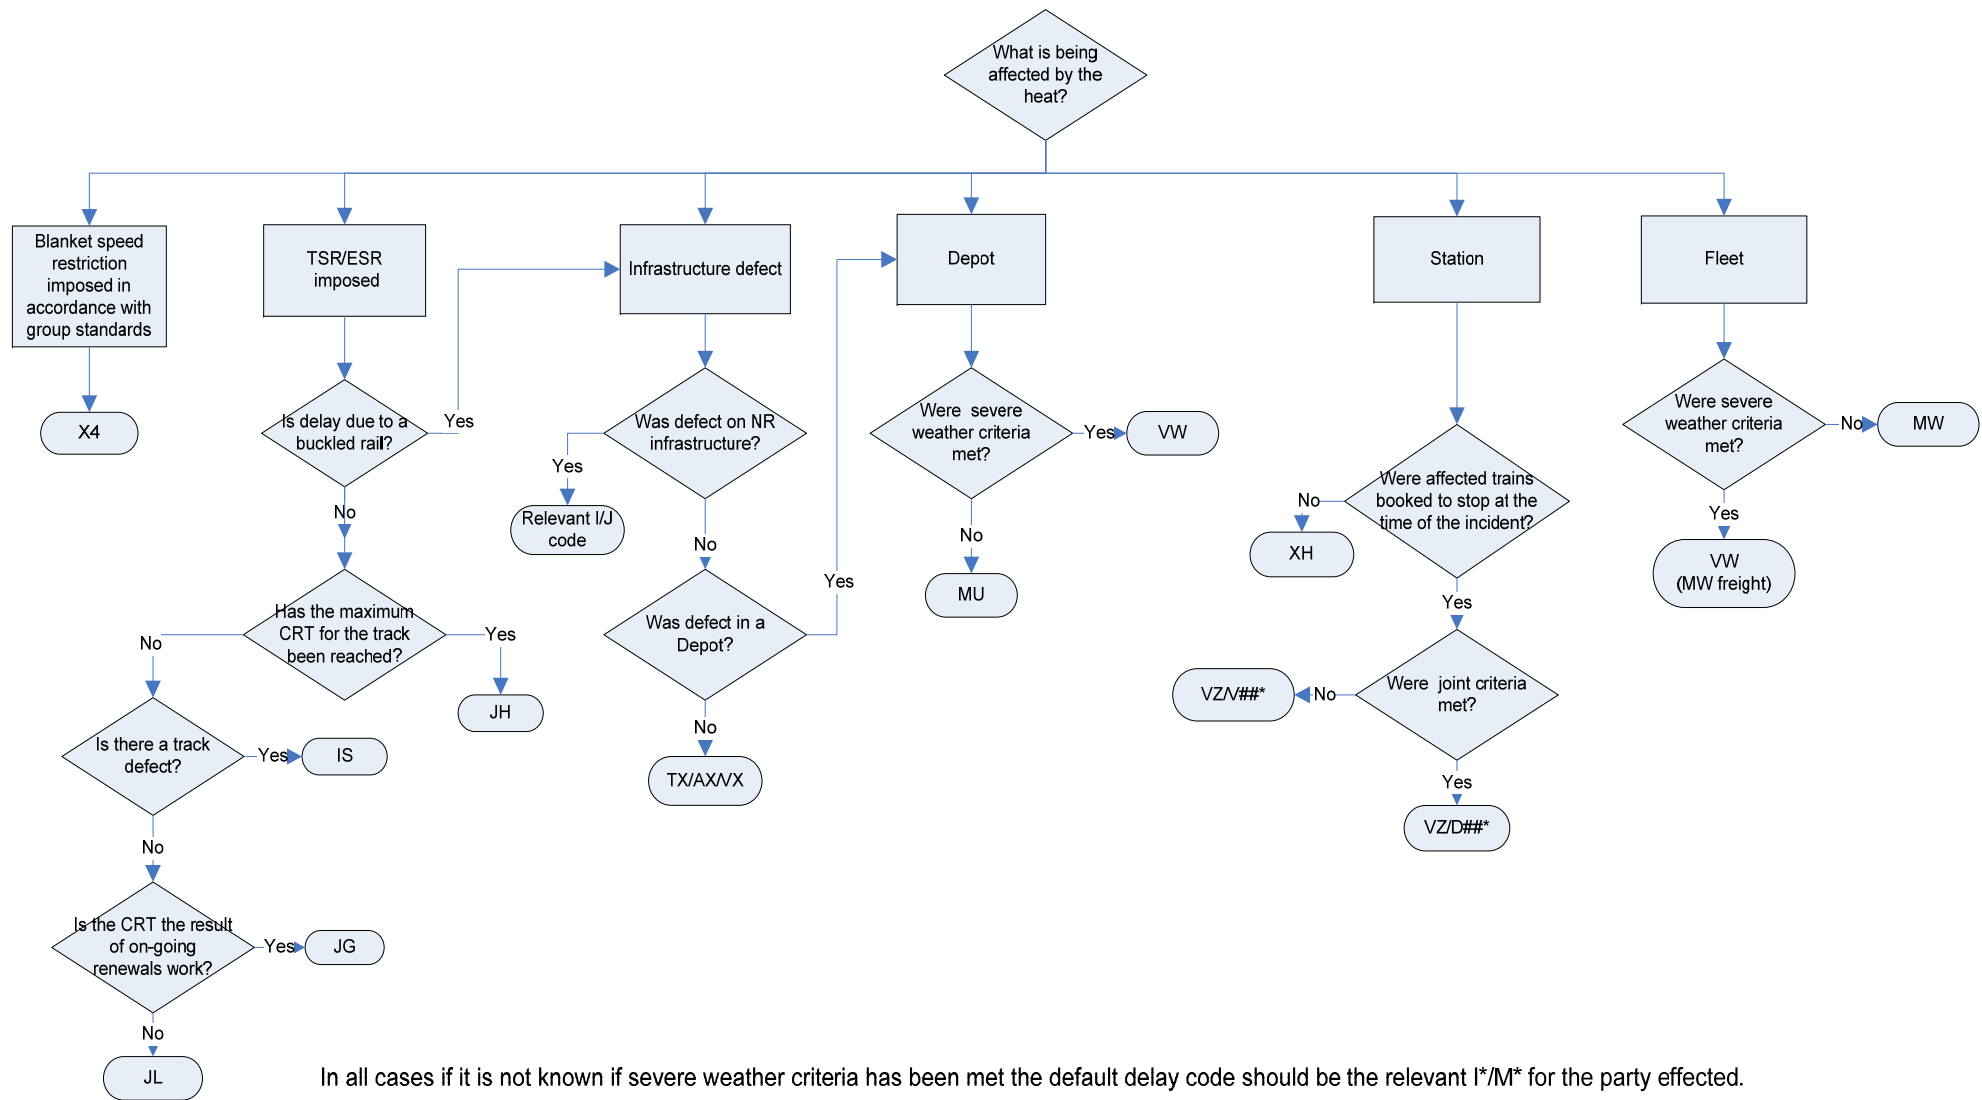 What is being
affected by the
heat?
Blanket speed
restriction
imposed in
accordance with
group standards
TSR/ESR
imposed
Infrastructure defect
Depot
Station
Fleet
X4
Is delay due to a
buckled rail?
Yes
No
Has the maximum
CRT for the track
been reached?
Yes
JH
No
Is there a track
defect?
Yes
IS
No
Is the CRT the result
of on-going
renewals work?
Yes
JG
No
JL
Was defect on NR
infrastructure?
Yes
Relevant I/J
code
No
Was defect in a
Depot?
Yes
No
TX/AX/VX
Were severe
weather criteria
met?
Yes
VW
No
MU
Were affected trains
booked to stop at the
time of the incident?
No
XH
Yes
Were joint criteria
met?
No
VZ/V##*
Yes
VZ/D##*
Were severe
weather criteria
met?
No
MW
Yes
VW
(MW freight)
In all cases if it is not known if severe weather criteria has been met the default delay code should be the relevant I*/M* for the party effected.